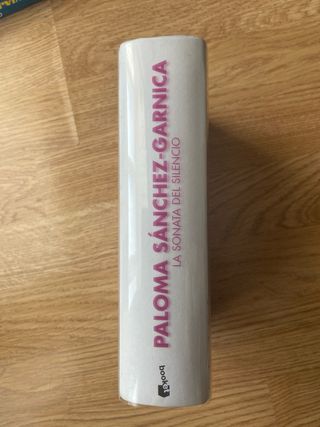 PALOMA SÁNCHEZ-GARNICA
LA SONATA DEL SILENCIO
booket